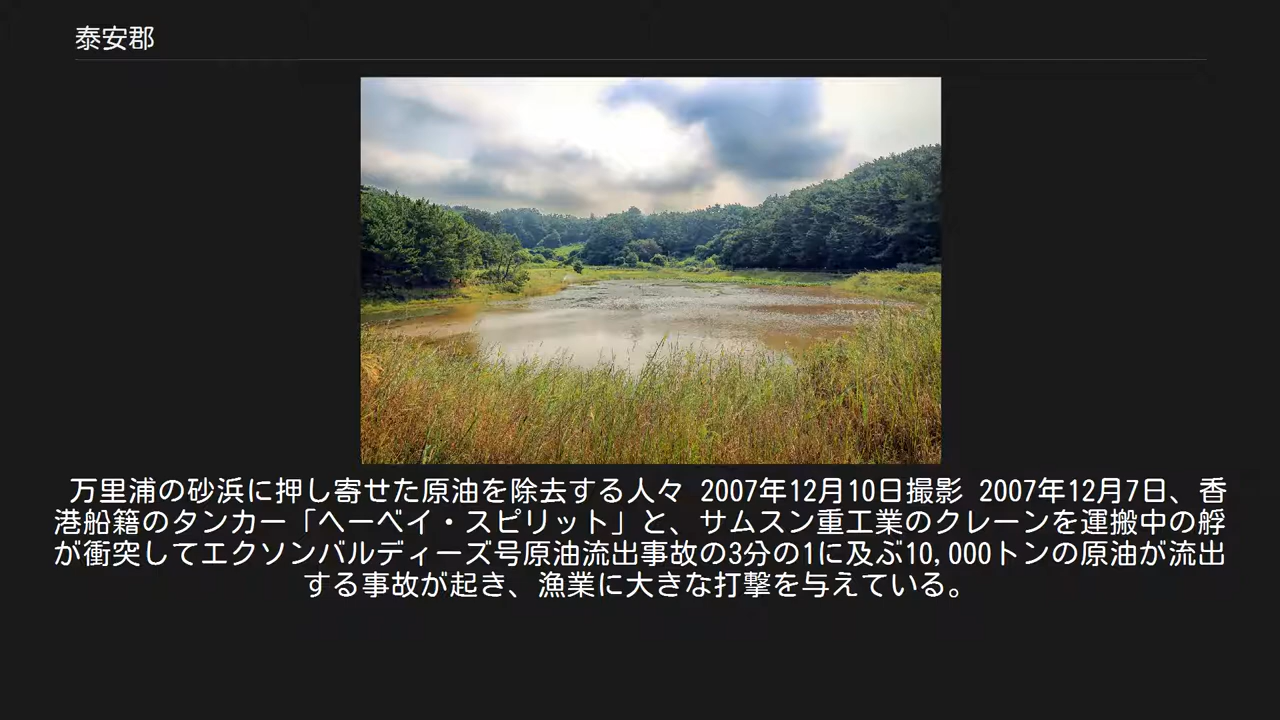 泰安郡
万里浦の砂浜に押し寄せた原油を除去する人々 2007年12月10日撮影 2007年12月7日、香
港船籍のタンカー「ヘーベイ・スピリット」と、サムスン重工業のクレーンを運搬中の艀
が衝突してエクソンバルディーズ号原油流出事故の3分の1に及ぶ10,000トンの原油が流出
する事故が起き、漁業に大きな打撃を与えている。